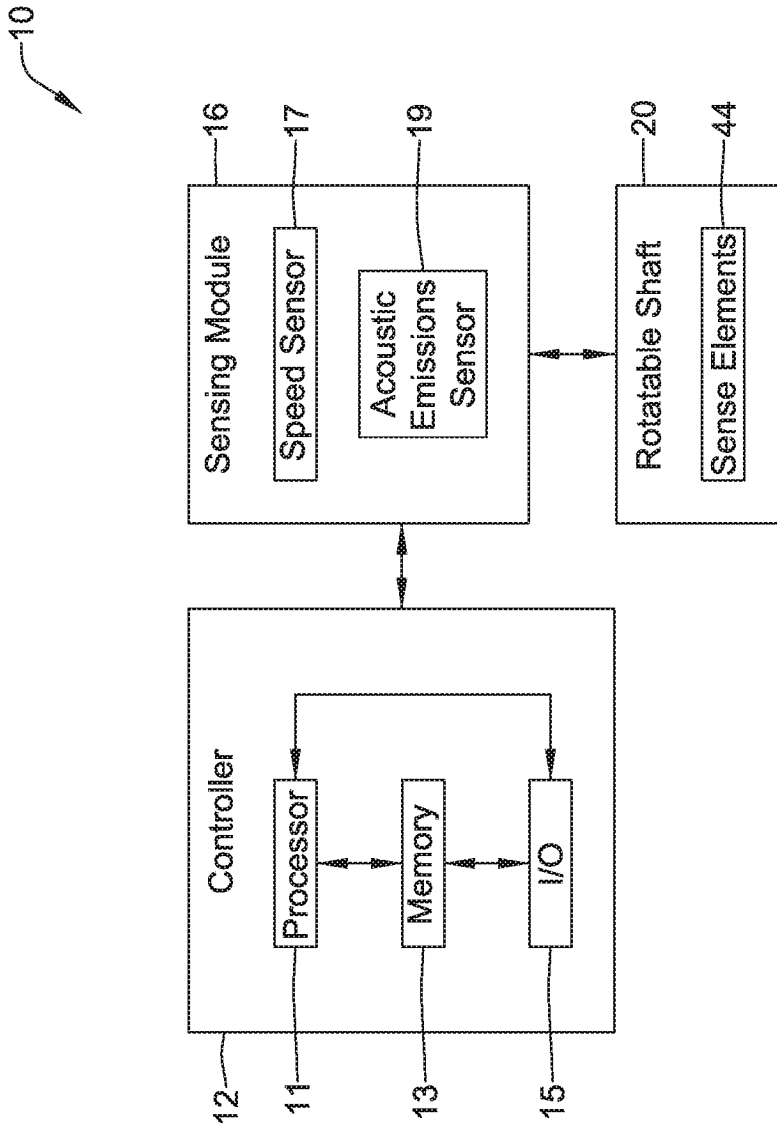 10
Controller
12
Processor
11
Memory
13
I/O
15
Sensing Module
16
Speed Sensor
17
Acoustic
Emissions
Sensor
19
Rotatable Shaft
20
Sense Elements
44